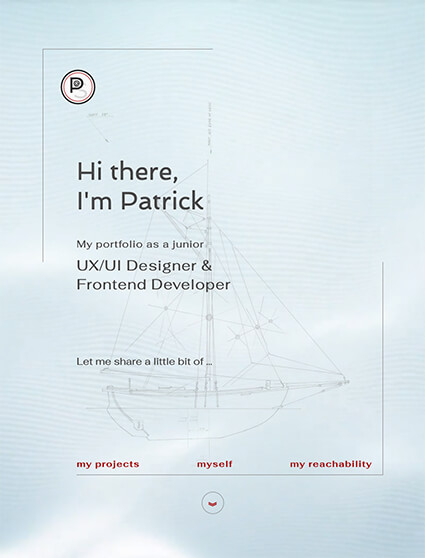 P
Hi there,
I'm Patrick
My portfolio as a junior
UX/UI Designer &
Frontend Developer
Let me share a little bit of ...
my projects myself my reachability